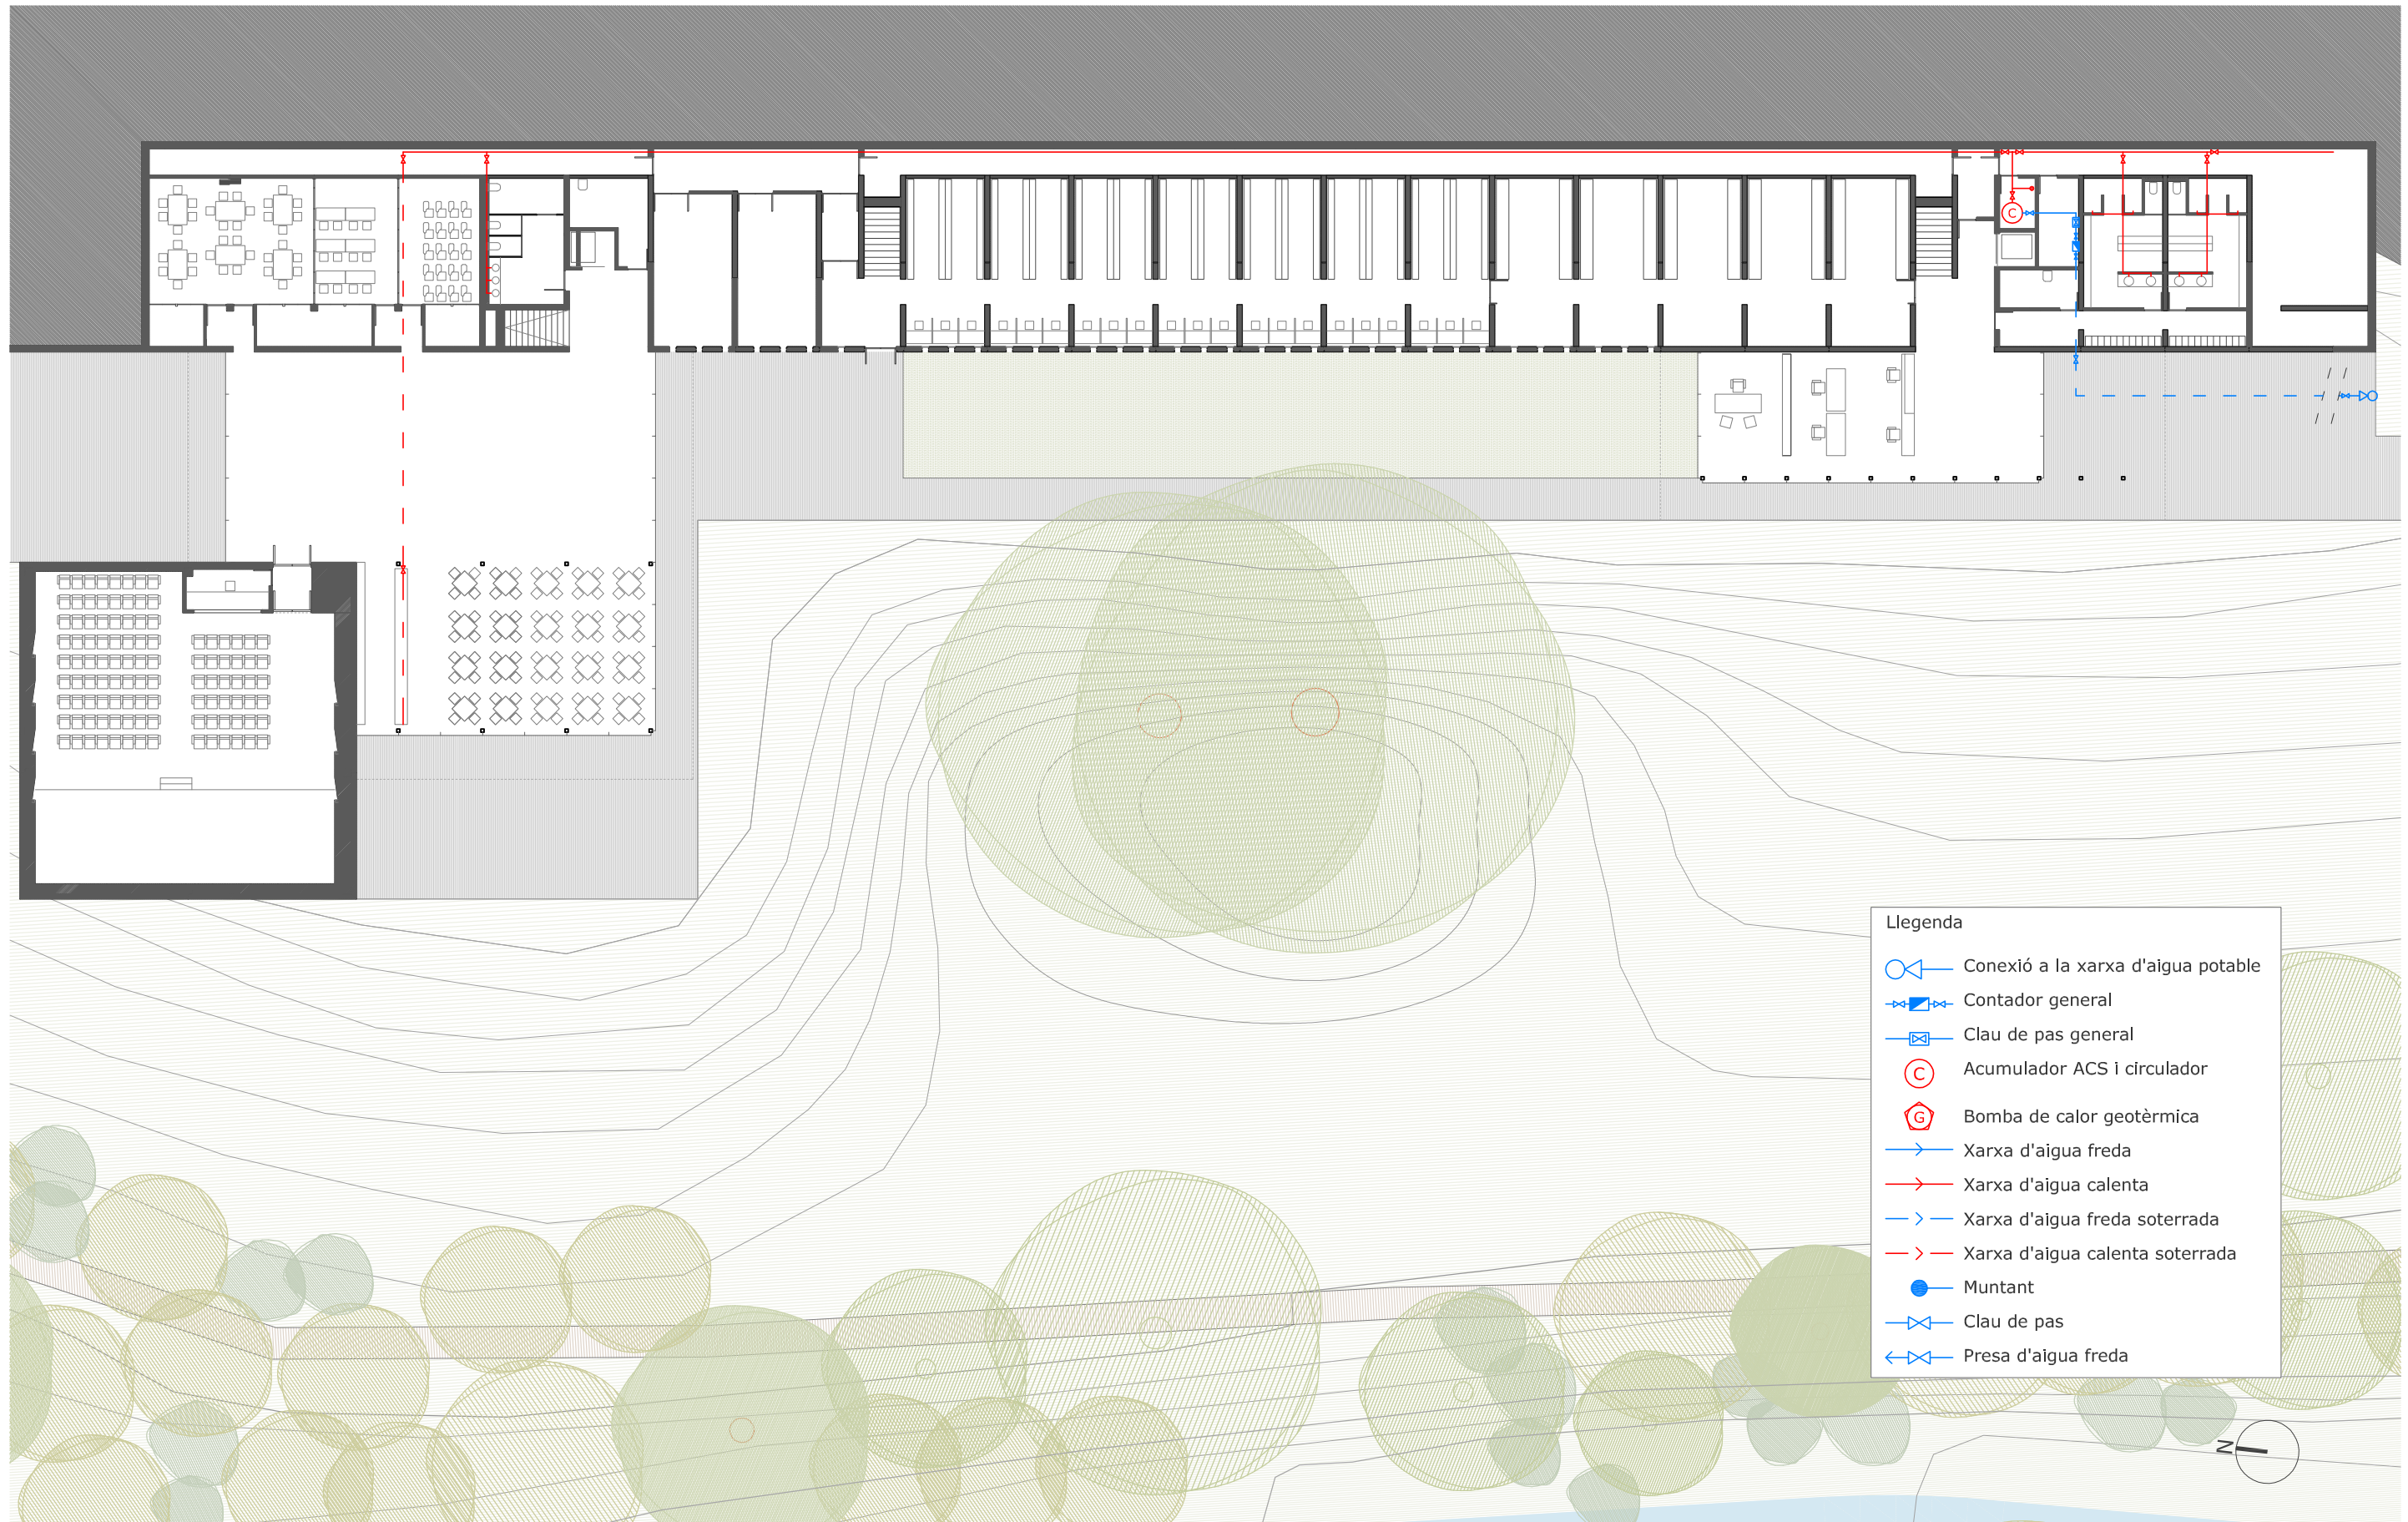 C
Llegenda
Conexió a la xarxa d'aigua potable
Contador general
Clau de pas general
C Acumulador ACS i circulador
G Bomba de calor geotèrmica
Xarxa d'aigua freda
Xarxa d'aigua calenta
Xarxa d'aigua freda soterrada
Xarxa d'aigua calenta soterrada
Muntant
Clau de pas
Presa d'aigua freda
N